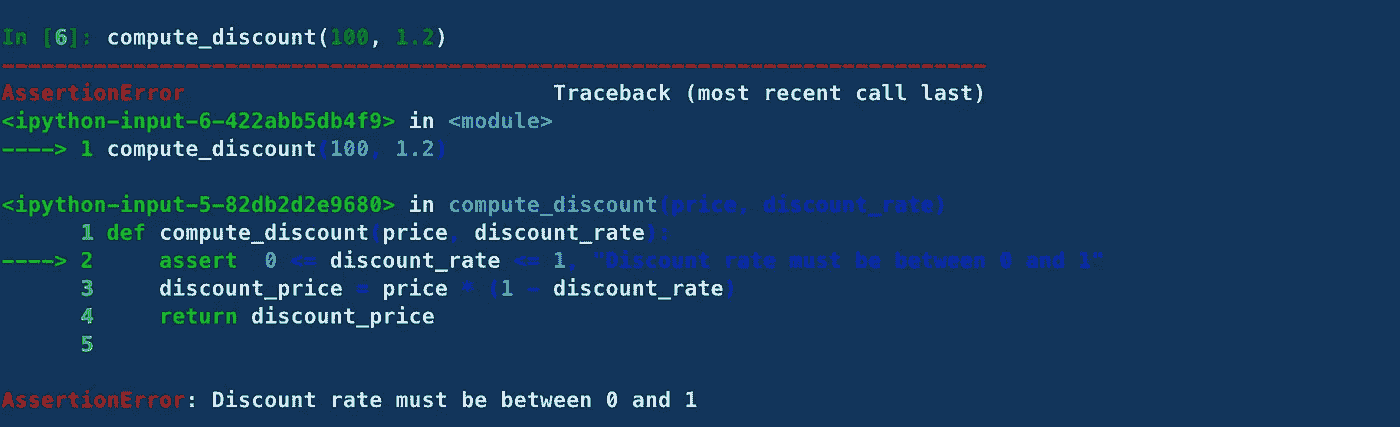 In [6]: compute_discount(100, 1.2)
---------------------------------------------------------------------------
AssertionError                            Traceback (most recent call last)
<ipython-input-6-422abb5db4f9> in <module>
----> 1 compute_discount(100, 1.2)
<ipython-input-5-82db2d2e9680> in compute_discount(price, discount_rate)
      1 def compute_discount(price, discount_rate):
----> 2     assert  0 <= discount_rate <= 1, "Discount rate must be between 0 and 1"
      3     discount_price = price * (1 - discount_rate)
      4     return discount_price
      5
AssertionError: Discount rate must be between 0 and 1